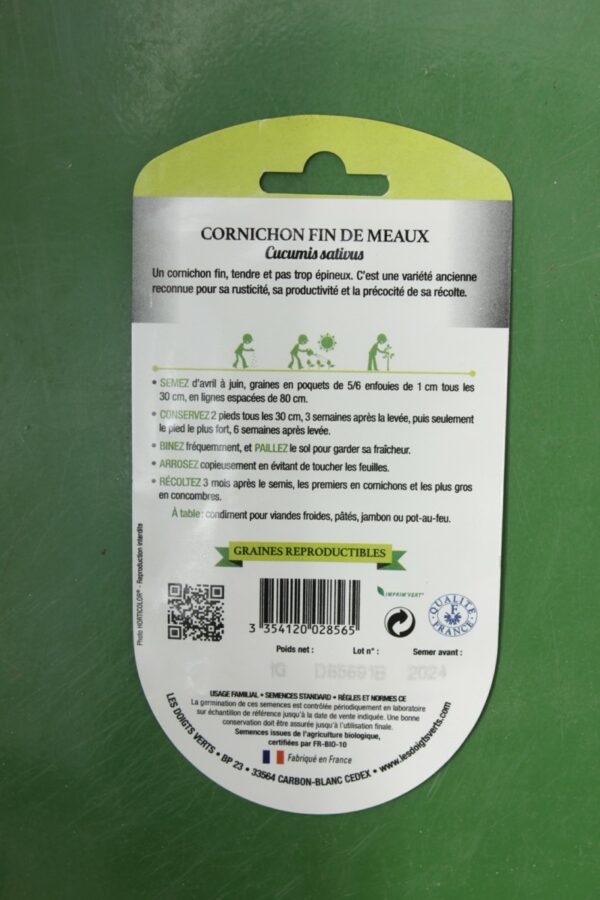 CORNICHON FIN DE MEAUX
Cucumis sativus
Un cornichon fin, tendre et pas trop épineux. C'est une variété ancienne
reconnue pour sa rusticité, sa productivité et la précocité de sa récolte.
• SEMEZ d'avril à juin, graines en poquets de 5/6 enfouies de 1 cm tous les
30 cm, en lignes espacées de 80 cm.
• CONSERVEZ 2 pieds tous les 30 cm, 3 semaines après la levée, puis seulement
le pied le plus fort, 6 semaines après levée.
• BINEZ fréquemment, et PAILLEZ le sol pour garder sa fraîcheur.
• ARROSEZ copieusement en évitant de toucher les feuilles.
• RÉCOLTEZ 3 mois après le semis, les premiers en cornichons et les plus gros
en concombres.
À table : condiment pour viandes froides, pâtés, jambon ou pot-au-feu.
Photo HORTICOLOR® - Reproduction interdite
GRAINES REPRODUCTIBLES
IMPRIM'VERT®
QUALITÉ
F
FRANCE
3 354120 028565
Poids net : Lot n° : Semer avant :
1G D65691B 2024
USAGE FAMILIAL • SEMENCES STANDARD • RÈGLES ET NORMES CE
La germination de ces semences est contrôlée périodiquement en laboratoire
sur échantillon de référence jusqu'à la date de vente indiquée. Une bonne
conservation doit être assurée jusqu'à l'utilisation finale.
Semences issues de l'agriculture biologique,
certifiées par FR-BIO-10
Fabriqué en France
LES DOIGTS VERTS • BP 23 • 33564 CARBON-BLANC CEDEX • www.lesdoigtsverts.com